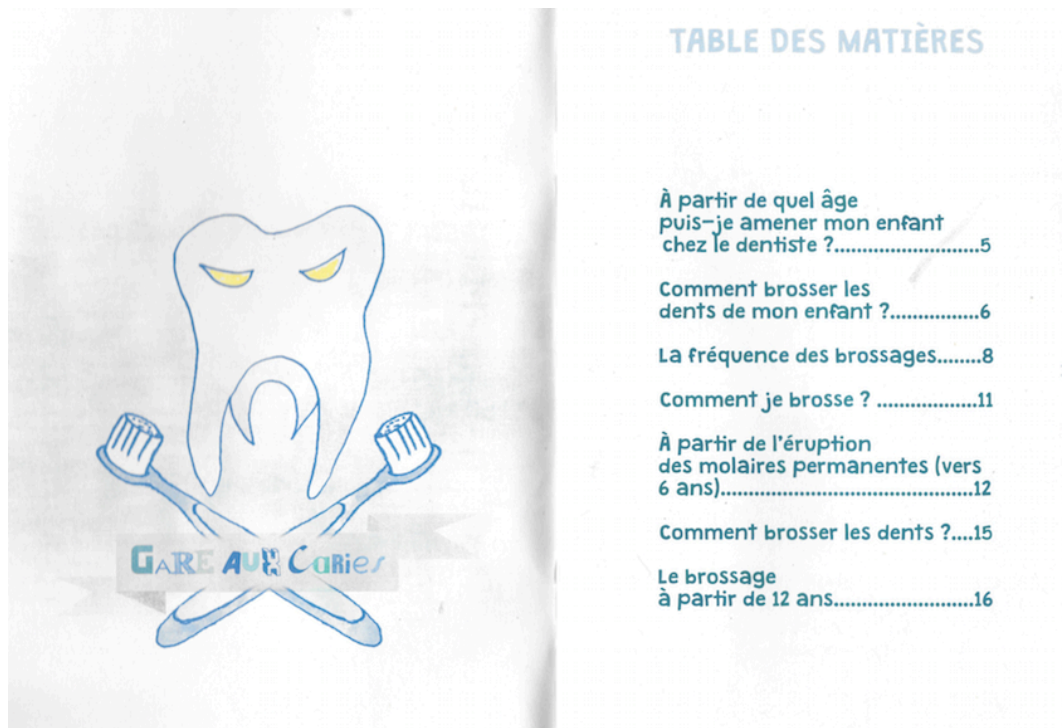 GARE AUX CARIES
TABLE DES MATIÈRES
À partir de quel âge
puis-je amener mon enfant
chez le dentiste ?..........................5
Comment brosser les
dents de mon enfant ?................6
La fréquence des brossages........8
Comment je brosse ? ..................11
À partir de l'éruption
des molaires permanentes (vers
6 ans).............................................12
Comment brosser les dents ?....15
Le brossage
à partir de 12 ans.........................16